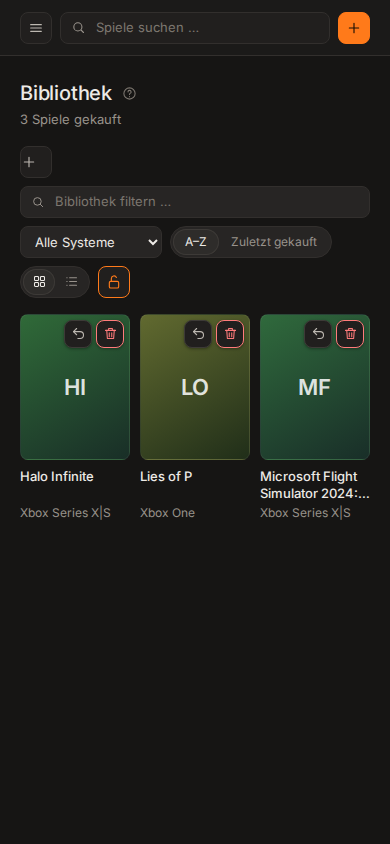 Spiele suchen ...
Bibliothek
3 Spiele gekauft
Bibliothek filtern ...
Alle Systeme
A–Z
Zuletzt gekauft
HI
LO
MF
Halo Infinite
Lies of P
Microsoft Flight
Simulator 2024:...
Xbox Series X|S
Xbox One
Xbox Series X|S